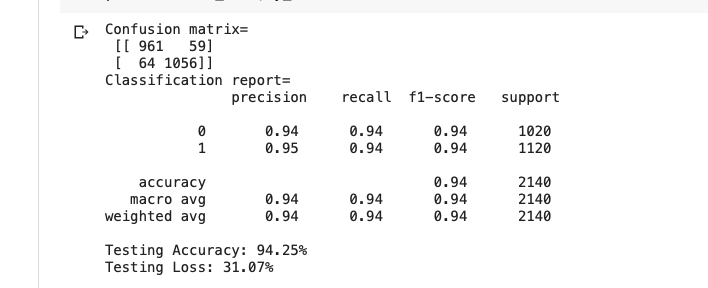 Confusion matrix=
[[ 961 59]
[ 64 1056]]
Classification report=
precision recall f1-score support
0 0.94 0.94 0.94 1020
1 0.95 0.94 0.94 1120
accuracy 0.94 2140
macro avg 0.94 0.94 0.94 2140
weighted avg 0.94 0.94 0.94 2140
Testing Accuracy: 94.25%
Testing Loss: 31.07%